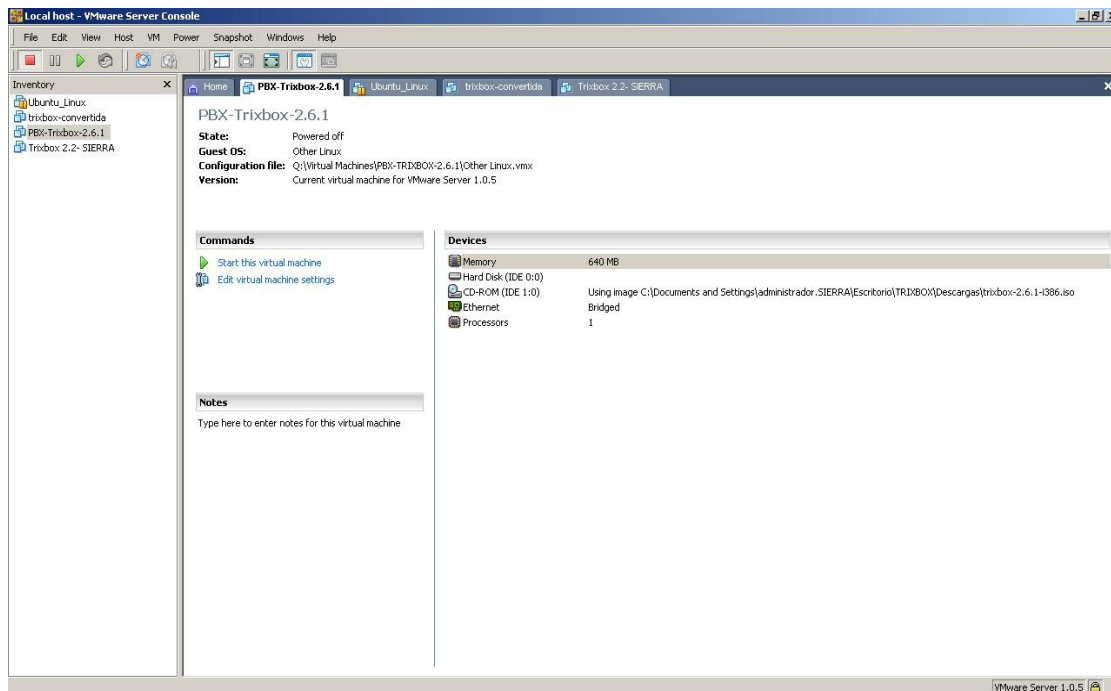 Local host - VMware Server Console
File Edit View Host VM Power Snapshot Windows Help
Inventory
Ubuntu_Linux
trixbox-convertida
PBX-Trixbox-2.6.1
Trixbox 2.2- SIERRA
Home PBX-Trixbox-2.6.1 Ubuntu_Linux trixbox-convertida Trixbox 2.2- SIERRA
PBX-Trixbox-2.6.1
State: Powered off
Guest OS: Other Linux
Configuration file: Q:\Virtual Machines\PBX-TRIXBOX-2.6.1\Other Linux.vmx
Version: Current virtual machine for VMware Server 1.0.5
Commands
Start this virtual machine
Edit virtual machine settings
Notes
Type here to enter notes for this virtual machine
Devices
Memory 640 MB
Hard Disk (IDE 0:0)
CD-ROM (IDE 1:0) Using image C:\Documents and Settings\administrador.SIERRA\Escritorio\TRIXBOX\Descargas\trixbox-2.6.1-i386.iso
Ethernet Bridged
Processors 1
VMware Server 1.0.5